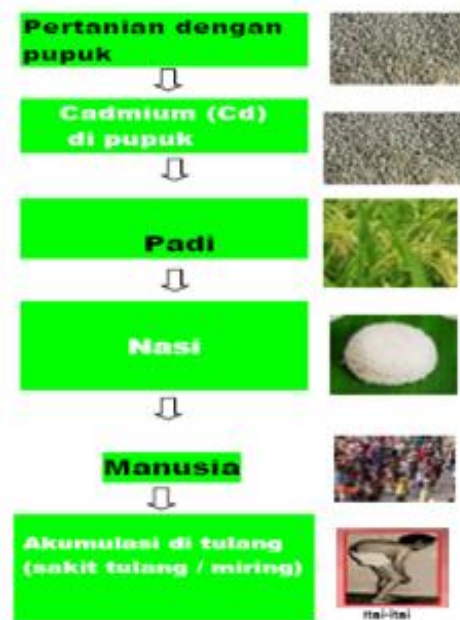 Pertanian dengan
pupuk
Cadmium (Cd)
di pupuk
Padi
Nasi
Manusia
Akumulasi di tulang
(sakit tulang / miring)
Itai-itai